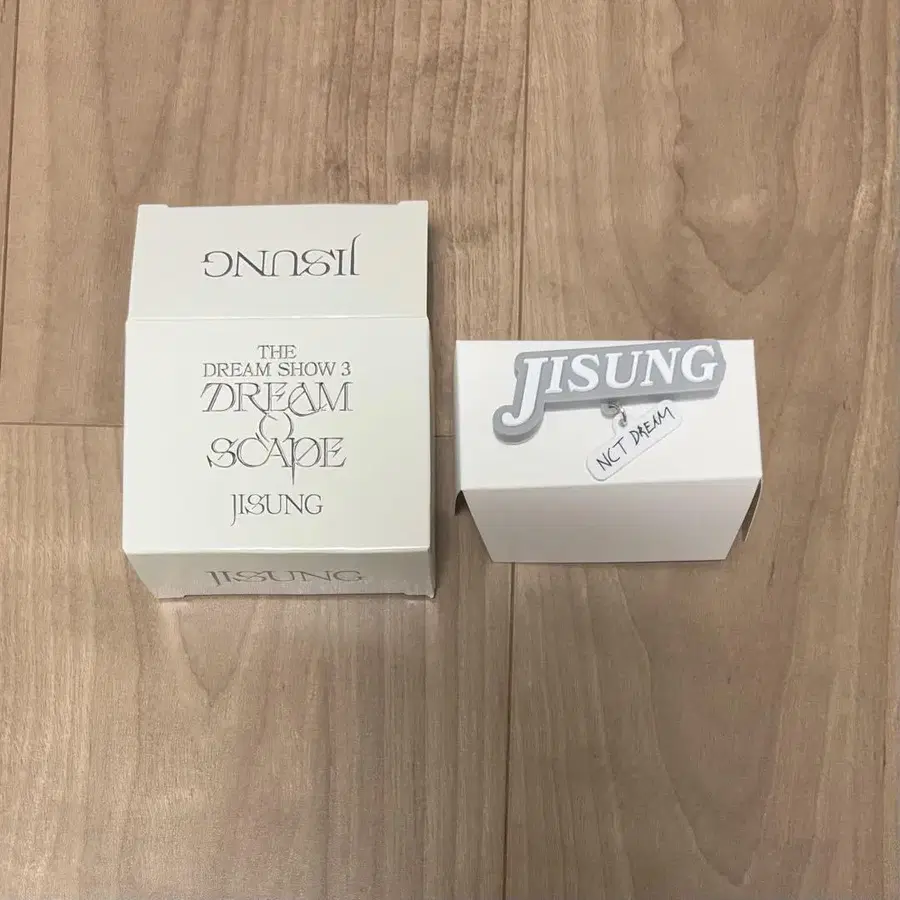 JISUNG
THE
DREAM SHOW 3
DREAM
SCAPE
JISUNG
JISUNG
JISUNG
NCT DREAM